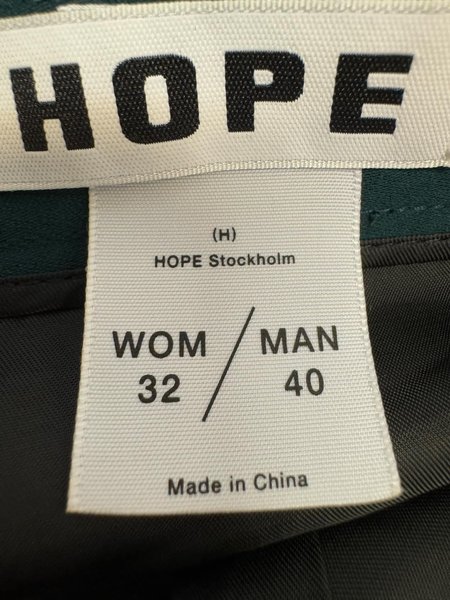 HOPE
(H)
HOPE Stockholm
WOM / MAN
32 40
Made in China